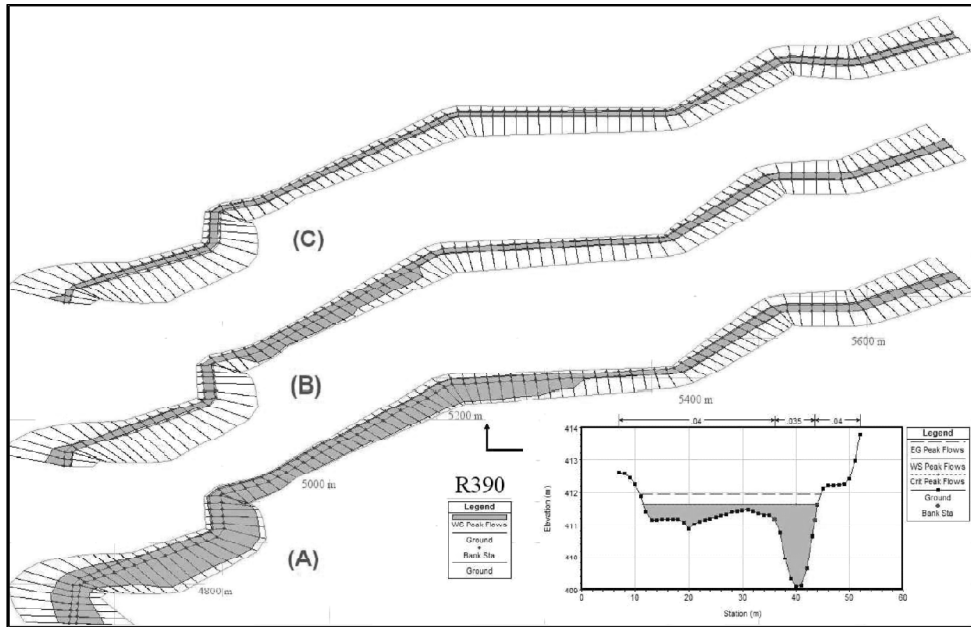 (C)
(B)
(A)
5600 m
5400 m
5200 m
5000 m
4800 m
R390
Legend
WS Peak Flows
Ground
Bank Sta
Ground
.04 .035 .04
414
413
412
411
410
409
Elevation (m)
0 10 20 30 40 50 60
Station (m)
Legend
EG Peak Flows
WS Peak Flows
Crit Peak Flows
Ground
Bank Sta